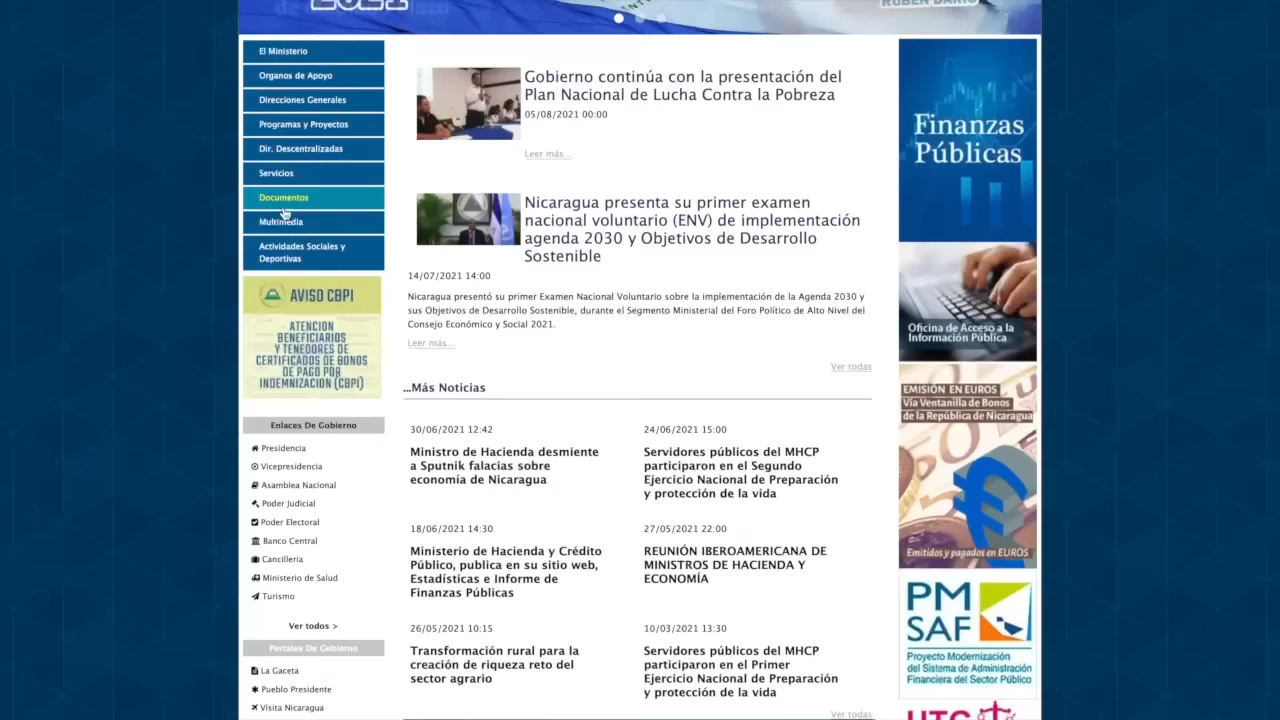 2021
RUBÉN DARÍO
El Ministerio
Organos de Apoyo
Direcciones Generales
Programas y Proyectos
Dir. Descentralizadas
Servicios
Documentos
Multimedia
Actividades Sociales y
Deportivas
AVISO CBPI
ATENCION
BENEFICIARIOS
Y TENEDORES DE
CERTIFICADOS DE BONOS
DE PAGO POR
INDEMNIZACION (CBPI)
Enlaces De Gobierno
Presidencia
Vicepresidencia
Asamblea Nacional
Poder Judicial
Poder Electoral
Banco Central
Cancilleria
Ministerio de Salud
Turismo
Ver todos >
Portales De Gobierno
La Gaceta
Pueblo Presidente
Visita Nicaragua
Gobierno continúa con la presentación del
Plan Nacional de Lucha Contra la Pobreza
05/08/2021 00:00
Leer más...
Nicaragua presenta su primer examen
nacional voluntario (ENV) de implementación
agenda 2030 y Objetivos de Desarrollo
Sostenible
14/07/2021 14:00
Nicaragua presentó su primer Examen Nacional Voluntario sobre la implementación de la Agenda 2030 y
sus Objetivos de Desarrollo Sostenible, durante el Segmento Ministerial del Foro Político de Alto Nivel del
Consejo Económico y Social 2021.
Leer más...
Ver todas
...Más Noticias
30/06/2021 12:42
Ministro de Hacienda desmiente
a Sputnik falacias sobre
economía de Nicaragua
24/06/2021 15:00
Servidores públicos del MHCP
participaron en el Segundo
Ejercicio Nacional de Preparación
y protección de la vida
18/06/2021 14:30
Ministerio de Hacienda y Crédito
Público, publica en su sitio web,
Estadísticas e Informe de
Finanzas Públicas
27/05/2021 22:00
REUNIÓN IBEROAMERICANA DE
MINISTROS DE HACIENDA Y
ECONOMÍA
26/05/2021 10:15
Transformación rural para la
creación de riqueza reto del
sector agrario
10/03/2021 13:30
Servidores públicos del MHCP
participaron en el Primer
Ejercicio Nacional de Preparación
y protección de la vida
Ver todas
Finanzas
Públicas
Oficina de Acceso a la
Información Pública
EMISIÓN EN EUROS
Vía Ventanilla de Bonos
de la República de Nicaragua
Emitidos y pagados en EUROS
PM
SAF
Proyecto Modernización
del Sistema de Administración
Financiera del Sector Público